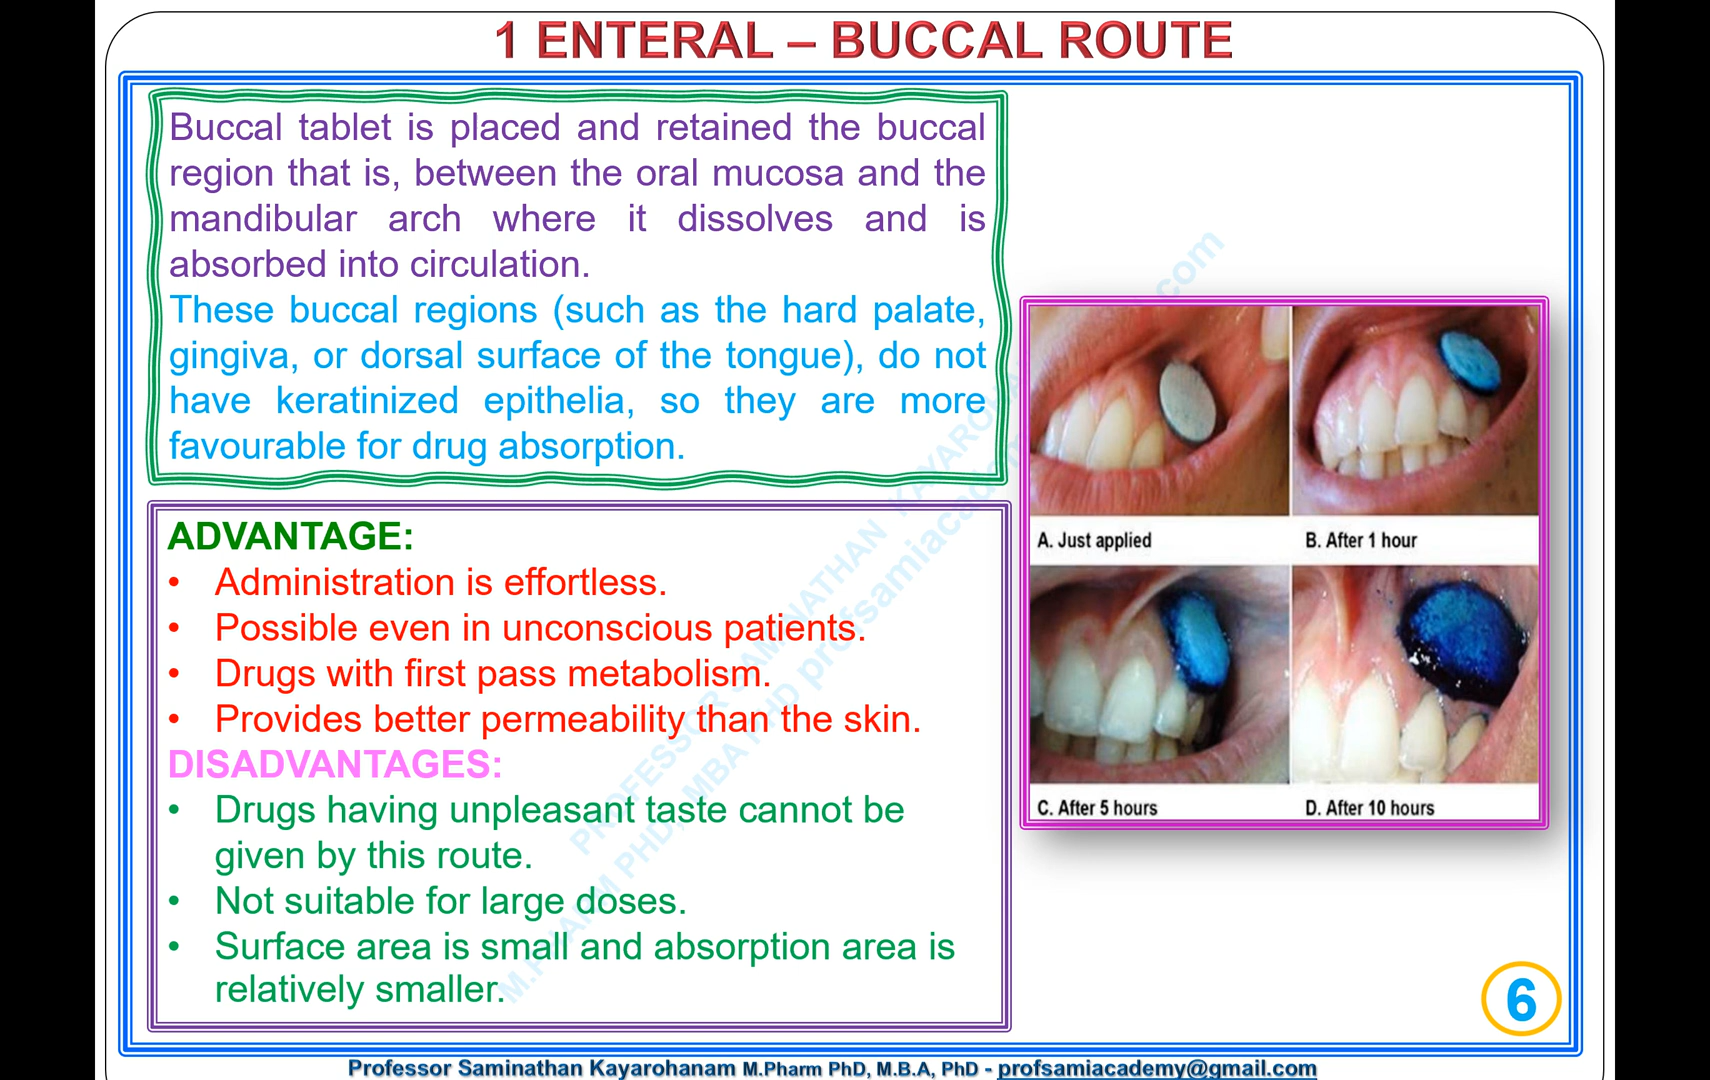 1 ENTERAL – BUCCAL ROUTE
Buccal tablet is placed and retained the buccal
region that is, between the oral mucosa and the
mandibular arch where it dissolves and is
absorbed into circulation.
These buccal regions (such as the hard palate,
gingiva, or dorsal surface of the tongue), do not
have keratinized epithelia, so they are more
favourable for drug absorption.
ADVANTAGE:
• Administration is effortless.
• Possible even in unconscious patients.
• Drugs with first pass metabolism.
• Provides better permeability than the skin.
DISADVANTAGES:
• Drugs having unpleasant taste cannot be
given by this route.
• Not suitable for large doses.
• Surface area is small and absorption area is
relatively smaller.
A. Just applied
B. After 1 hour
C. After 5 hours
D. After 10 hours
6
Professor Saminathan Kayarohanam M.Pharm PhD, M.B.A, PhD - profsamiacademy@gmail.com